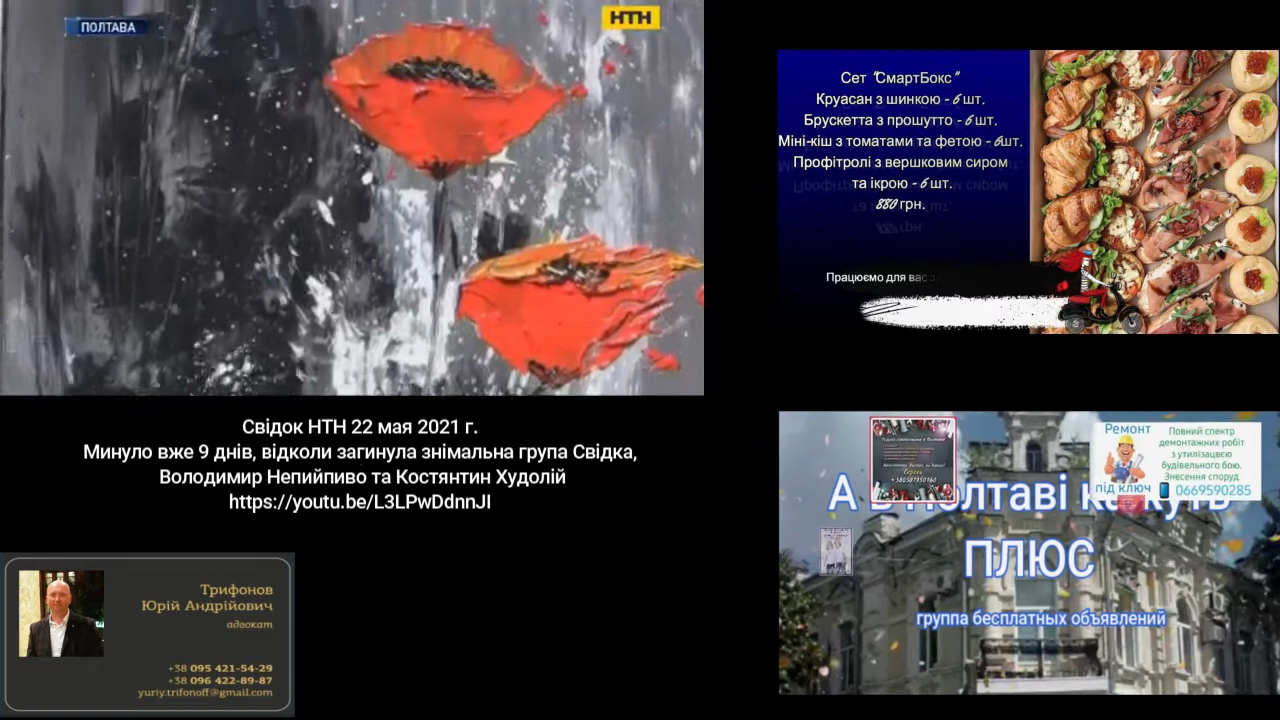 ПОЛТАВА
НТН
Свідок НТН 22 мая 2021 г.
Минуло вже 9 днів, відколи загинула знімальна група Свідка,
Володимир Непийпиво та Костянтин Худолій
https://youtu.be/L3LPwDdnnJI
Трифонов
Юрій Андрійович
адвокат
+38 095 421-54-29
+38 096 422-89-87
yuriy.trifonoff@gmail.com
Сет "СмартБокс"
Круасан з шинкою - 6 шт.
Брускетта з прошутто - 6 шт.
Міні-кіш з томатами та фетою - 6шт.
Профітролі з вершковим сиром
та ікрою - 6 шт.
880 грн.
Працюємо для вас
Ремонт
під ключ
Повний спектр
демонтажних робіт
з утилізацвєю
будівельного бою.
Знесення споруд
0669590285
А в Полтаві кажуть
ПЛЮС
группа бесплатных объявлений